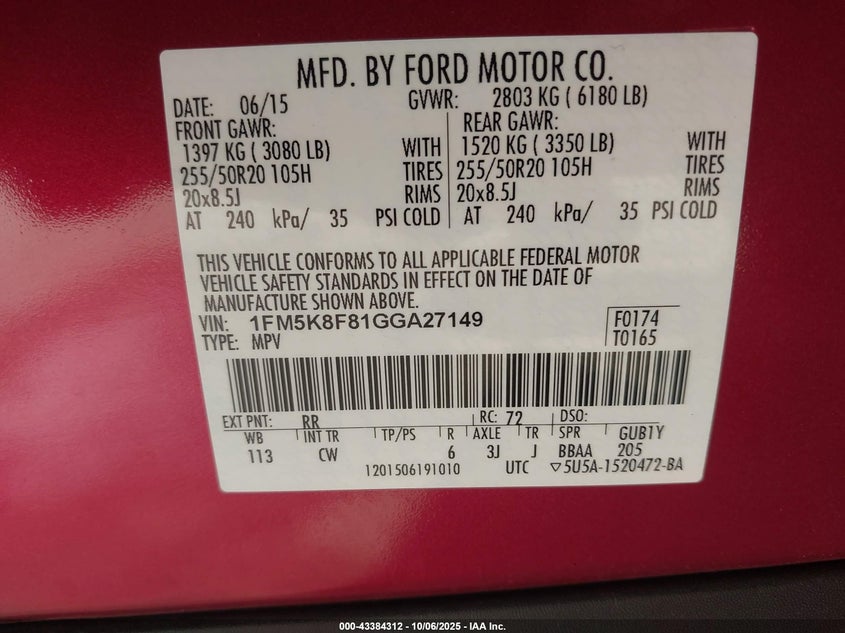 MFD. BY FORD MOTOR CO.
DATE: 06/15 GVWR: 2803 KG ( 6180 LB)
FRONT GAWR: REAR GAWR:
1397 KG ( 3080 LB) WITH 1520 KG ( 3350 LB) WITH
255/50R20 105H TIRES 255/50R20 105H TIRES
20x8.5J RIMS 20x8.5J RIMS
AT 240 kPa/ 35 PSI COLD AT 240 kPa/ 35 PSI COLD
THIS VEHICLE CONFORMS TO ALL APPLICABLE FEDERAL MOTOR
VEHICLE SAFETY STANDARDS IN EFFECT ON THE DATE OF
MANUFACTURE SHOWN ABOVE.
VIN: 1FM5K8F81GGA27149 F0174
TYPE: MPV T0165
EXT PNT: RR RC: 72 DSO:
WB INT TR TP/PS R AXLE TR SPR GUB1Y
113 CW 6 3J J BBAA 205
1201506191010 UTC ▽5U5A-1520472-BA
000-43384312 - 10/06/2025 - IAA Inc.